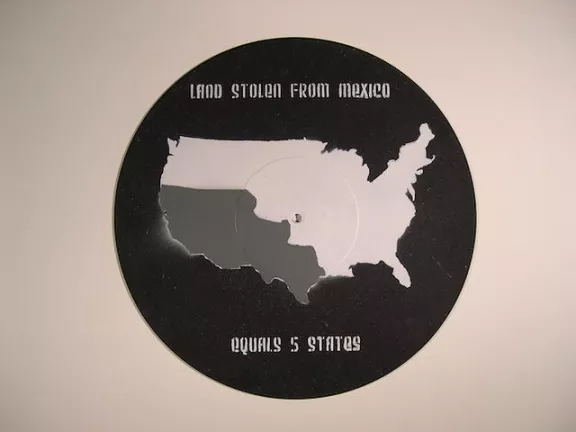 LAND STOLEN FROM MEXICO
EQUALS 5 STATES